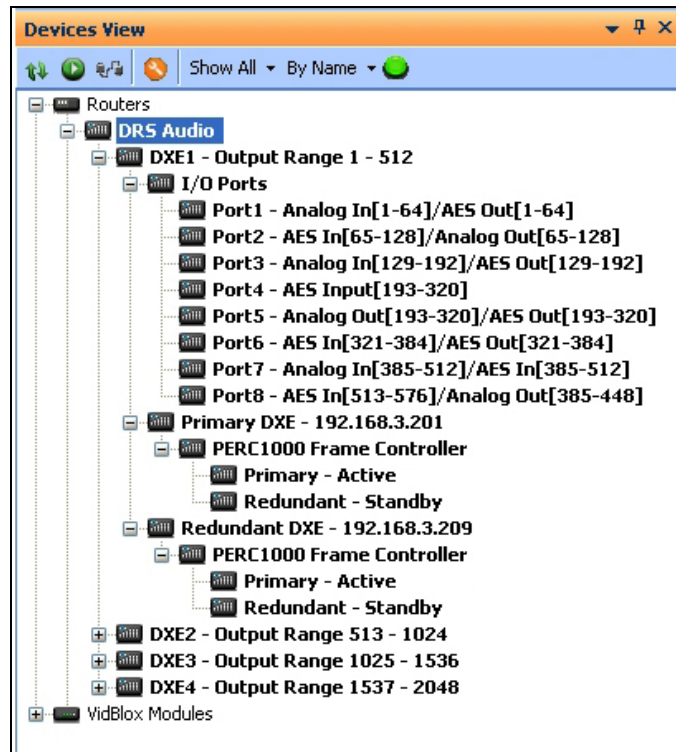 Devices View
Show All By Name
Routers
DRS Audio
DXE1 - Output Range 1 - 512
I/O Ports
Port1 - Analog In[1-64]/AES Out[1-64]
Port2 - AES In[65-128]/Analog Out[65-128]
Port3 - Analog In[129-192]/AES Out[129-192]
Port4 - AES Input[193-320]
Port5 - Analog Out[193-320]/AES Out[193-320]
Port6 - AES In[321-384]/AES Out[321-384]
Port7 - Analog In[385-512]/AES In[385-512]
Port8 - AES In[513-576]/Analog Out[385-448]
Primary DXE - 192.168.3.201
PERC1000 Frame Controller
Primary - Active
Redundant - Standby
Redundant DXE - 192.168.3.209
PERC1000 Frame Controller
Primary - Active
Redundant - Standby
DXE2 - Output Range 513 - 1024
DXE3 - Output Range 1025 - 1536
DXE4 - Output Range 1537 - 2048
VidBlox Modules